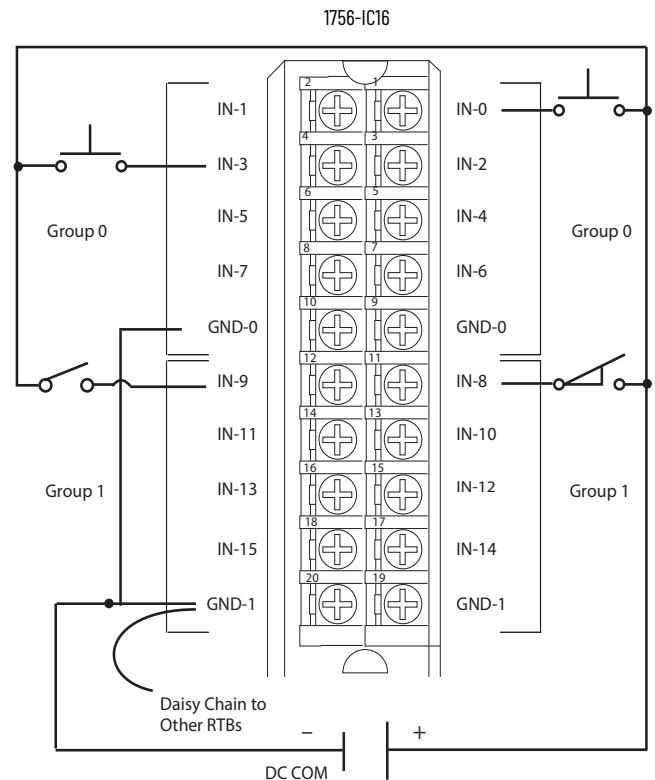 1756-IC16
2 1
IN-1 IN-0
4 3
IN-3 IN-2
6 5
IN-5 IN-4
Group 0 Group 0
8 7
IN-7 IN-6
10 9
GND-0 GND-0
12 11
IN-9 IN-8
14 13
IN-11 IN-10
16 15
IN-13 IN-12
Group 1 Group 1
18 17
IN-15 IN-14
20 19
GND-1 GND-1
Daisy Chain to
Other RTBs
– +
DC COM